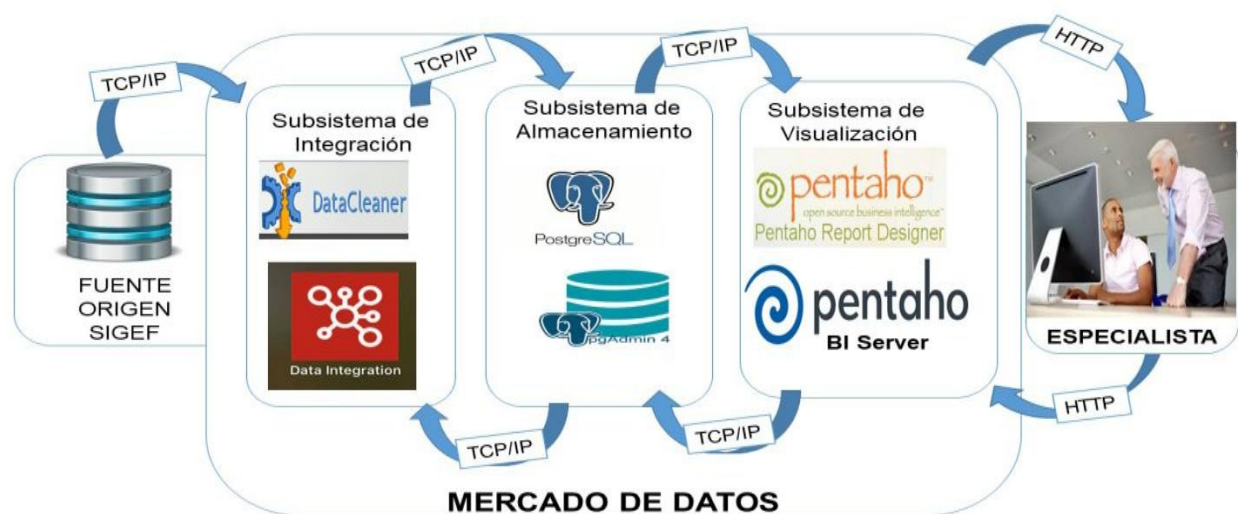 TCP/IP
TCP/IP
TCP/IP
HTTP
FUENTE
ORIGEN
SIGEF
Subsistema de
Integración
DataCleaner
Data Integration
Subsistema de
Almacenamiento
PostgreSQL
pgAdmin 4
Subsistema de
Visualización
pentaho™
open source business intelligence™
Pentaho Report Designer
pentaho
BI Server
ESPECIALISTA
TCP/IP
TCP/IP
HTTP
MERCADO DE DATOS